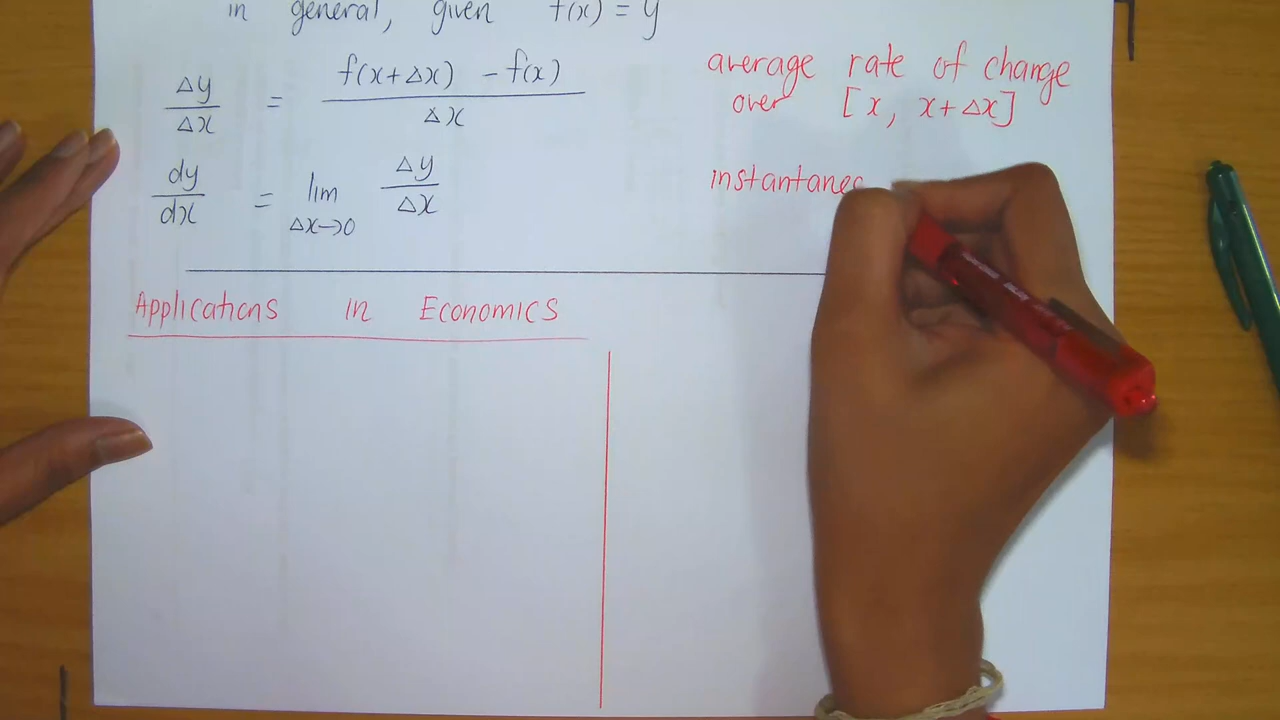 in general, given f(x) = y
Δy/Δx = (f(x+Δx) - f(x))/Δx
average rate of change
over [x, x+Δx]
dy/dx = lim Δx→0 Δy/Δx
instantane
Applications in Economics